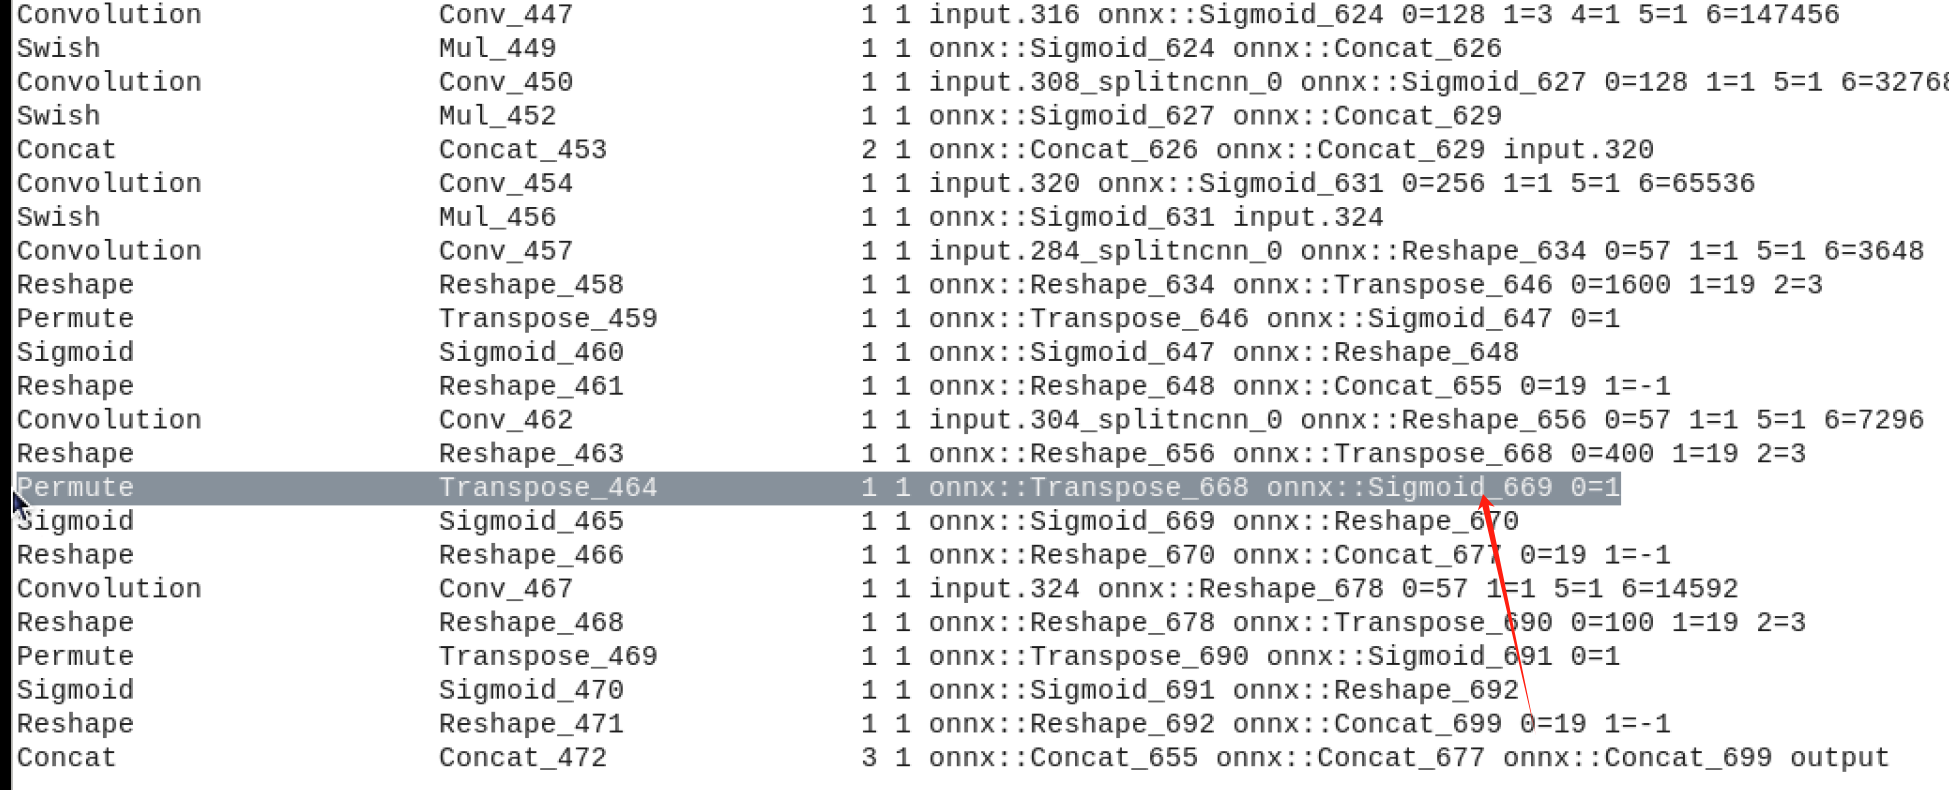 Convolution Conv_447 1 1 input.316 onnx::Sigmoid_624 0=128 1=3 4=1 5=1 6=147456
Swish Mul_449 1 1 onnx::Sigmoid_624 onnx::Concat_626
Convolution Conv_450 1 1 input.308_splitncnn_0 onnx::Sigmoid_627 0=128 1=1 5=1 6=32768
Swish Mul_452 1 1 onnx::Sigmoid_627 onnx::Concat_629
Concat Concat_453 2 1 onnx::Concat_626 onnx::Concat_629 input.320
Convolution Conv_454 1 1 input.320 onnx::Sigmoid_631 0=256 1=1 5=1 6=65536
Swish Mul_456 1 1 onnx::Sigmoid_631 input.324
Convolution Conv_457 1 1 input.284_splitncnn_0 onnx::Reshape_634 0=57 1=1 5=1 6=3648
Reshape Reshape_458 1 1 onnx::Reshape_634 onnx::Transpose_646 0=1600 1=19 2=3
Permute Transpose_459 1 1 onnx::Transpose_646 onnx::Sigmoid_647 0=1
Sigmoid Sigmoid_460 1 1 onnx::Sigmoid_647 onnx::Reshape_648
Reshape Reshape_461 1 1 onnx::Reshape_648 onnx::Concat_655 0=19 1=-1
Convolution Conv_462 1 1 input.304_splitncnn_0 onnx::Reshape_656 0=57 1=1 5=1 6=7296
Reshape Reshape_463 1 1 onnx::Reshape_656 onnx::Transpose_668 0=400 1=19 2=3
Permute Transpose_464 1 1 onnx::Transpose_668 onnx::Sigmoid_669 0=1
Sigmoid Sigmoid_465 1 1 onnx::Sigmoid_669 onnx::Reshape_670
Reshape Reshape_466 1 1 onnx::Reshape_670 onnx::Concat_677 0=19 1=-1
Convolution Conv_467 1 1 input.324 onnx::Reshape_678 0=57 1=1 5=1 6=14592
Reshape Reshape_468 1 1 onnx::Reshape_678 onnx::Transpose_690 0=100 1=19 2=3
Permute Transpose_469 1 1 onnx::Transpose_690 onnx::Sigmoid_691 0=1
Sigmoid Sigmoid_470 1 1 onnx::Sigmoid_691 onnx::Reshape_692
Reshape Reshape_471 1 1 onnx::Reshape_692 onnx::Concat_699 0=19 1=-1
Concat Concat_472 3 1 onnx::Concat_655 onnx::Concat_677 onnx::Concat_699 output